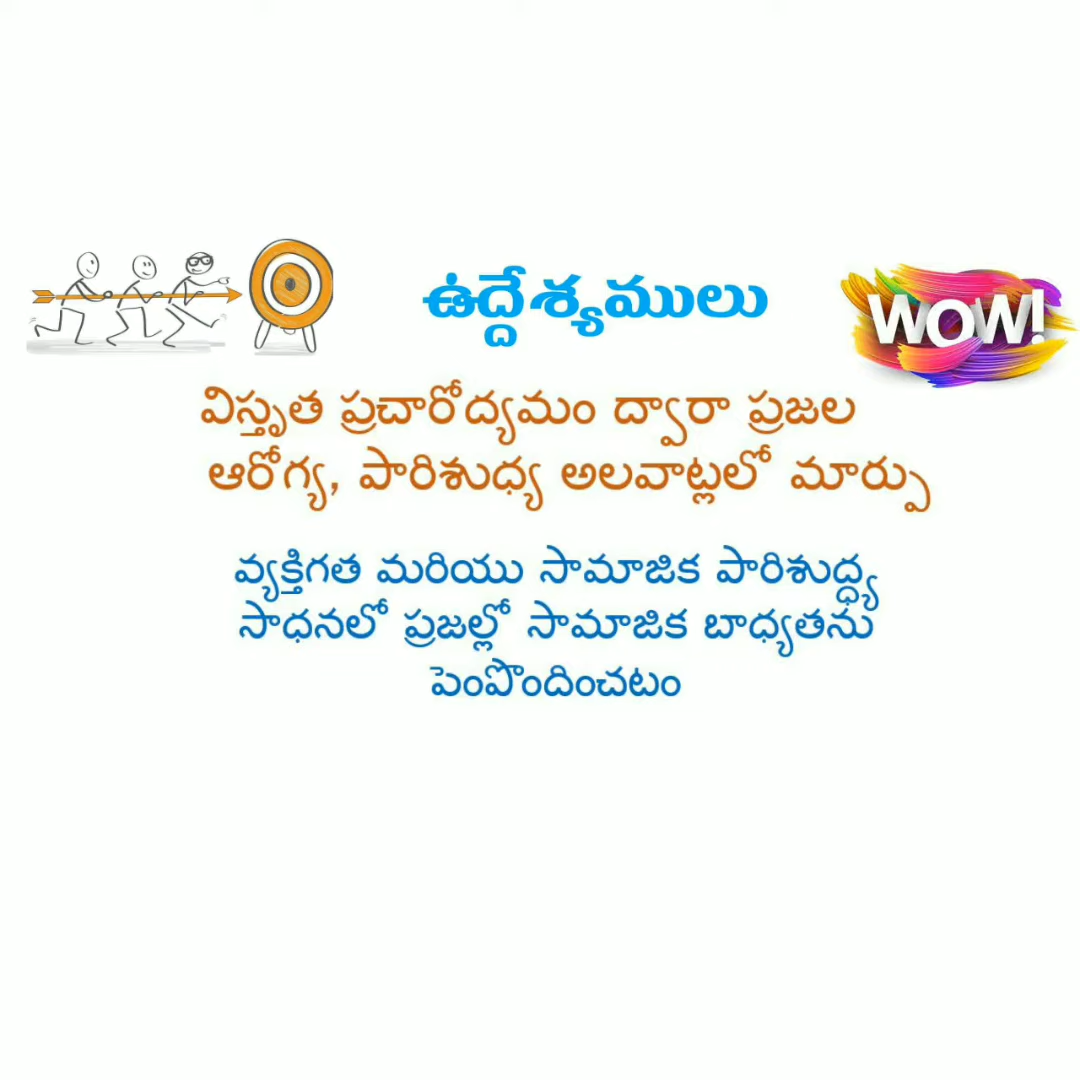 ఉద్దేశ్యములు
WOW!
విస్తృత ప్రచారోద్యమం ద్వారా ప్రజల
ఆరోగ్య, పారిశుధ్య అలవాట్లలో మార్పు
వ్యక్తిగత మరియు సామాజిక పారిశుద్ధ్య
సాధనలో ప్రజల్లో సామాజిక బాధ్యతను
పెంపొందించటం